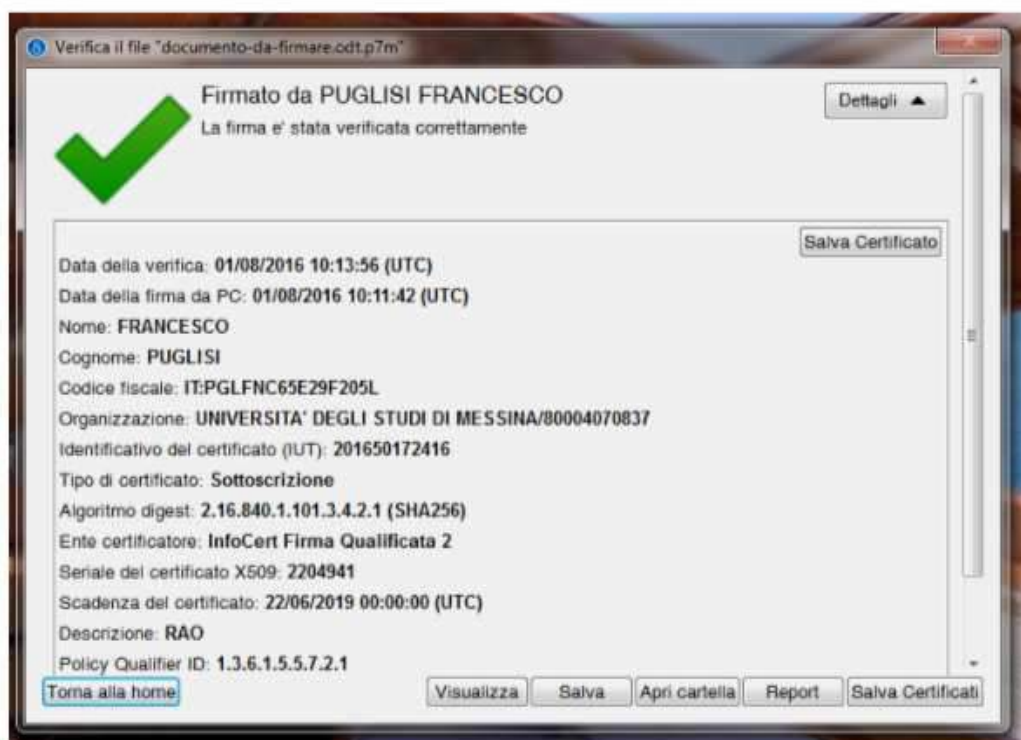 Verifica il file "documento-da-firmare.odt.p7m"
Firmato da PUGLISI FRANCESCO
Dettagli ▲
La firma e' stata verificata correttamente
Salva Certificato
Data della verifica: 01/08/2016 10:13:56 (UTC)
Data della firma da PC: 01/08/2016 10:11:42 (UTC)
Nome: FRANCESCO
Cognome: PUGLISI
Codice fiscale: IT:PGLFNC65E29F205L
Organizzazione: UNIVERSITA' DEGLI STUDI DI MESSINA/80004070837
Identificativo del certificato (IUT): 201650172416
Tipo di certificato: Sottoscrizione
Algoritmo digest: 2.16.840.1.101.3.4.2.1 (SHA256)
Ente certificatore: InfoCert Firma Qualificata 2
Seriale del certificato X509: 2204941
Scadenza del certificato: 22/06/2019 00:00:00 (UTC)
Descrizione: RAO
Policy Qualifier ID: 1.3.6.1.5.5.7.2.1
Torna alla home Visualizza Salva Apri cartella Report Salva Certificati